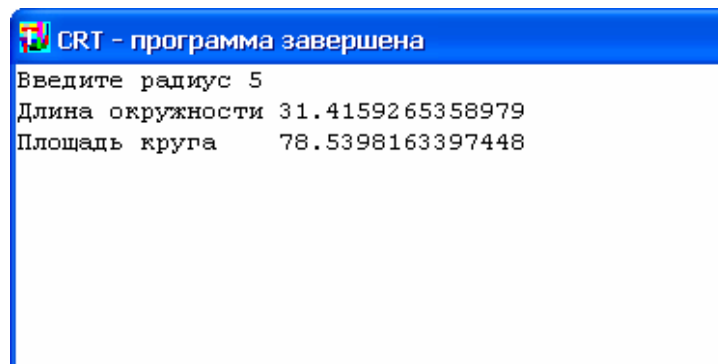 CRT - программа завершена
Введите радиус 5
Длина окружности 31.4159265358979
Площадь круга 78.5398163397448